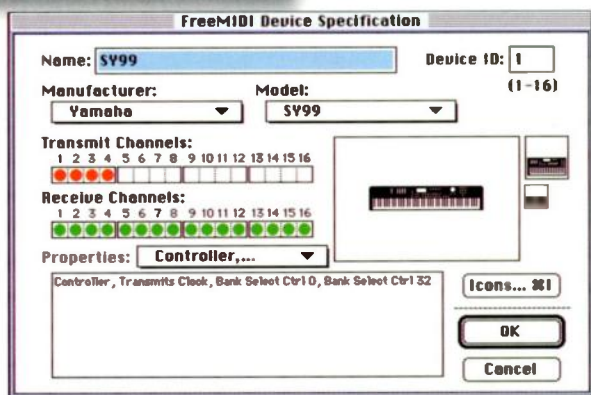 FreeMIDI Device Specification
Name: SY99
Device ID: 1
(1-16)
Manufacturer:
Model:
Yamaha
SY99
Transmit Channels:
1 2 3 4 5 6 7 8 9 10 11 12 13 14 15 16
Receive Channels:
1 2 3 4 5 6 7 8 9 10 11 12 13 14 15 16
Properties: Controller,...
Controller, Transmits Clock, Bank Select Ctrl 0, Bank Select Ctrl 32
Icons... ⌘I
OK
Cancel